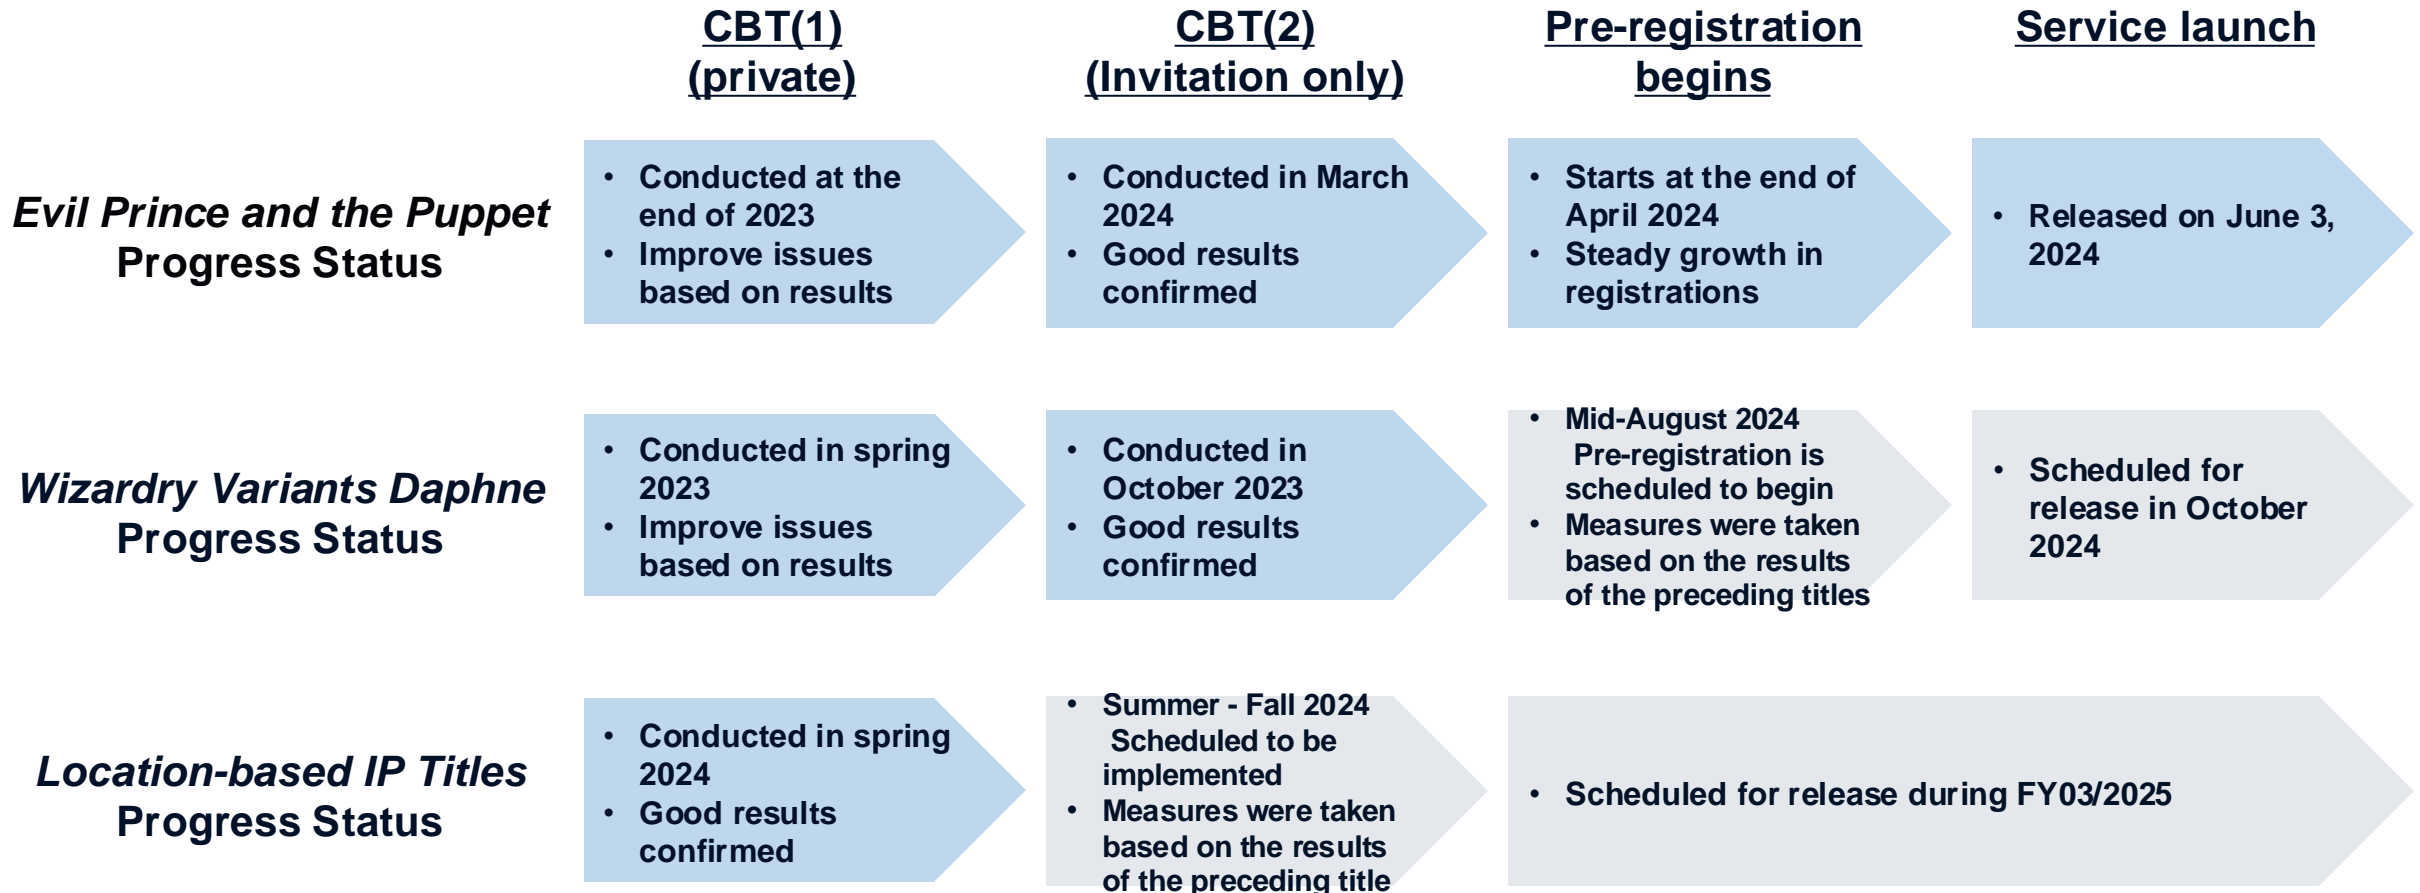 CBT(1)
(private)
CBT(2)
(Invitation only)
Pre-registration
begins
Service launch
Evil Prince and the Puppet
Progress Status
• Conducted at the
end of 2023
• Improve issues
based on results
• Conducted in March
2024
• Good results
confirmed
• Starts at the end of
April 2024
• Steady growth in
registrations
• Released on June 3,
2024
Wizardry Variants Daphne
Progress Status
• Conducted in spring
2023
• Improve issues
based on results
• Conducted in
October 2023
• Good results
confirmed
• Mid-August 2024
Pre-registration is
scheduled to begin
• Measures were taken
based on the results
of the preceding titles
• Scheduled for
release in October
2024
Location-based IP Titles
Progress Status
• Conducted in spring
2024
• Good results
confirmed
• Summer - Fall 2024
Scheduled to be
implemented
• Measures were taken
based on the results
of the preceding title
• Scheduled for release during FY03/2025